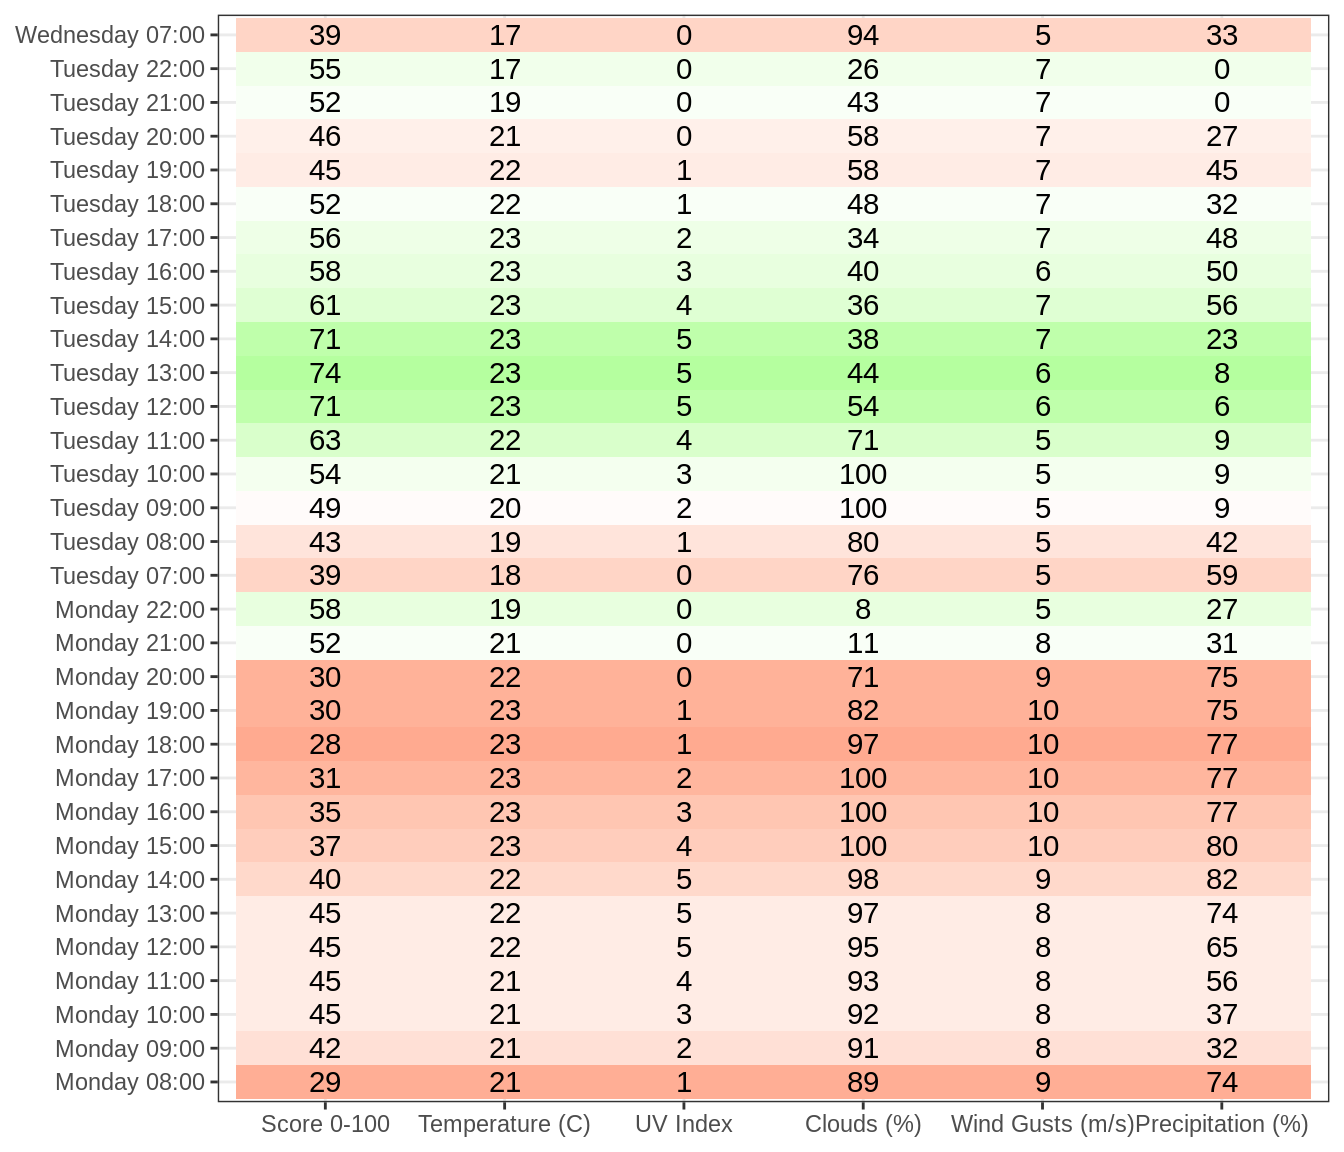 Wednesday 07:00 39 17 0 94 5 33
Tuesday 22:00 55 17 0 26 7 0
Tuesday 21:00 52 19 0 43 7 0
Tuesday 20:00 46 21 0 58 7 27
Tuesday 19:00 45 22 1 58 7 45
Tuesday 18:00 52 22 1 48 7 32
Tuesday 17:00 56 23 2 34 7 48
Tuesday 16:00 58 23 3 40 6 50
Tuesday 15:00 61 23 4 36 7 56
Tuesday 14:00 71 23 5 38 7 23
Tuesday 13:00 74 23 5 44 6 8
Tuesday 12:00 71 23 5 54 6 6
Tuesday 11:00 63 22 4 71 5 9
Tuesday 10:00 54 21 3 100 5 9
Tuesday 09:00 49 20 2 100 5 9
Tuesday 08:00 43 19 1 80 5 42
Tuesday 07:00 39 18 0 76 5 59
Monday 22:00 58 19 0 8 5 27
Monday 21:00 52 21 0 11 8 31
Monday 20:00 30 22 0 71 9 75
Monday 19:00 30 23 1 82 10 75
Monday 18:00 28 23 1 97 10 77
Monday 17:00 31 23 2 100 10 77
Monday 16:00 35 23 3 100 10 77
Monday 15:00 37 23 4 100 10 80
Monday 14:00 40 22 5 98 9 82
Monday 13:00 45 22 5 97 8 74
Monday 12:00 45 22 5 95 8 65
Monday 11:00 45 21 4 93 8 56
Monday 10:00 45 21 3 92 8 37
Monday 09:00 42 21 2 91 8 32
Monday 08:00 29 21 1 89 9 74
Score 0-100 Temperature (C) UV Index Clouds (%) Wind Gusts (m/s) Precipitation (%)